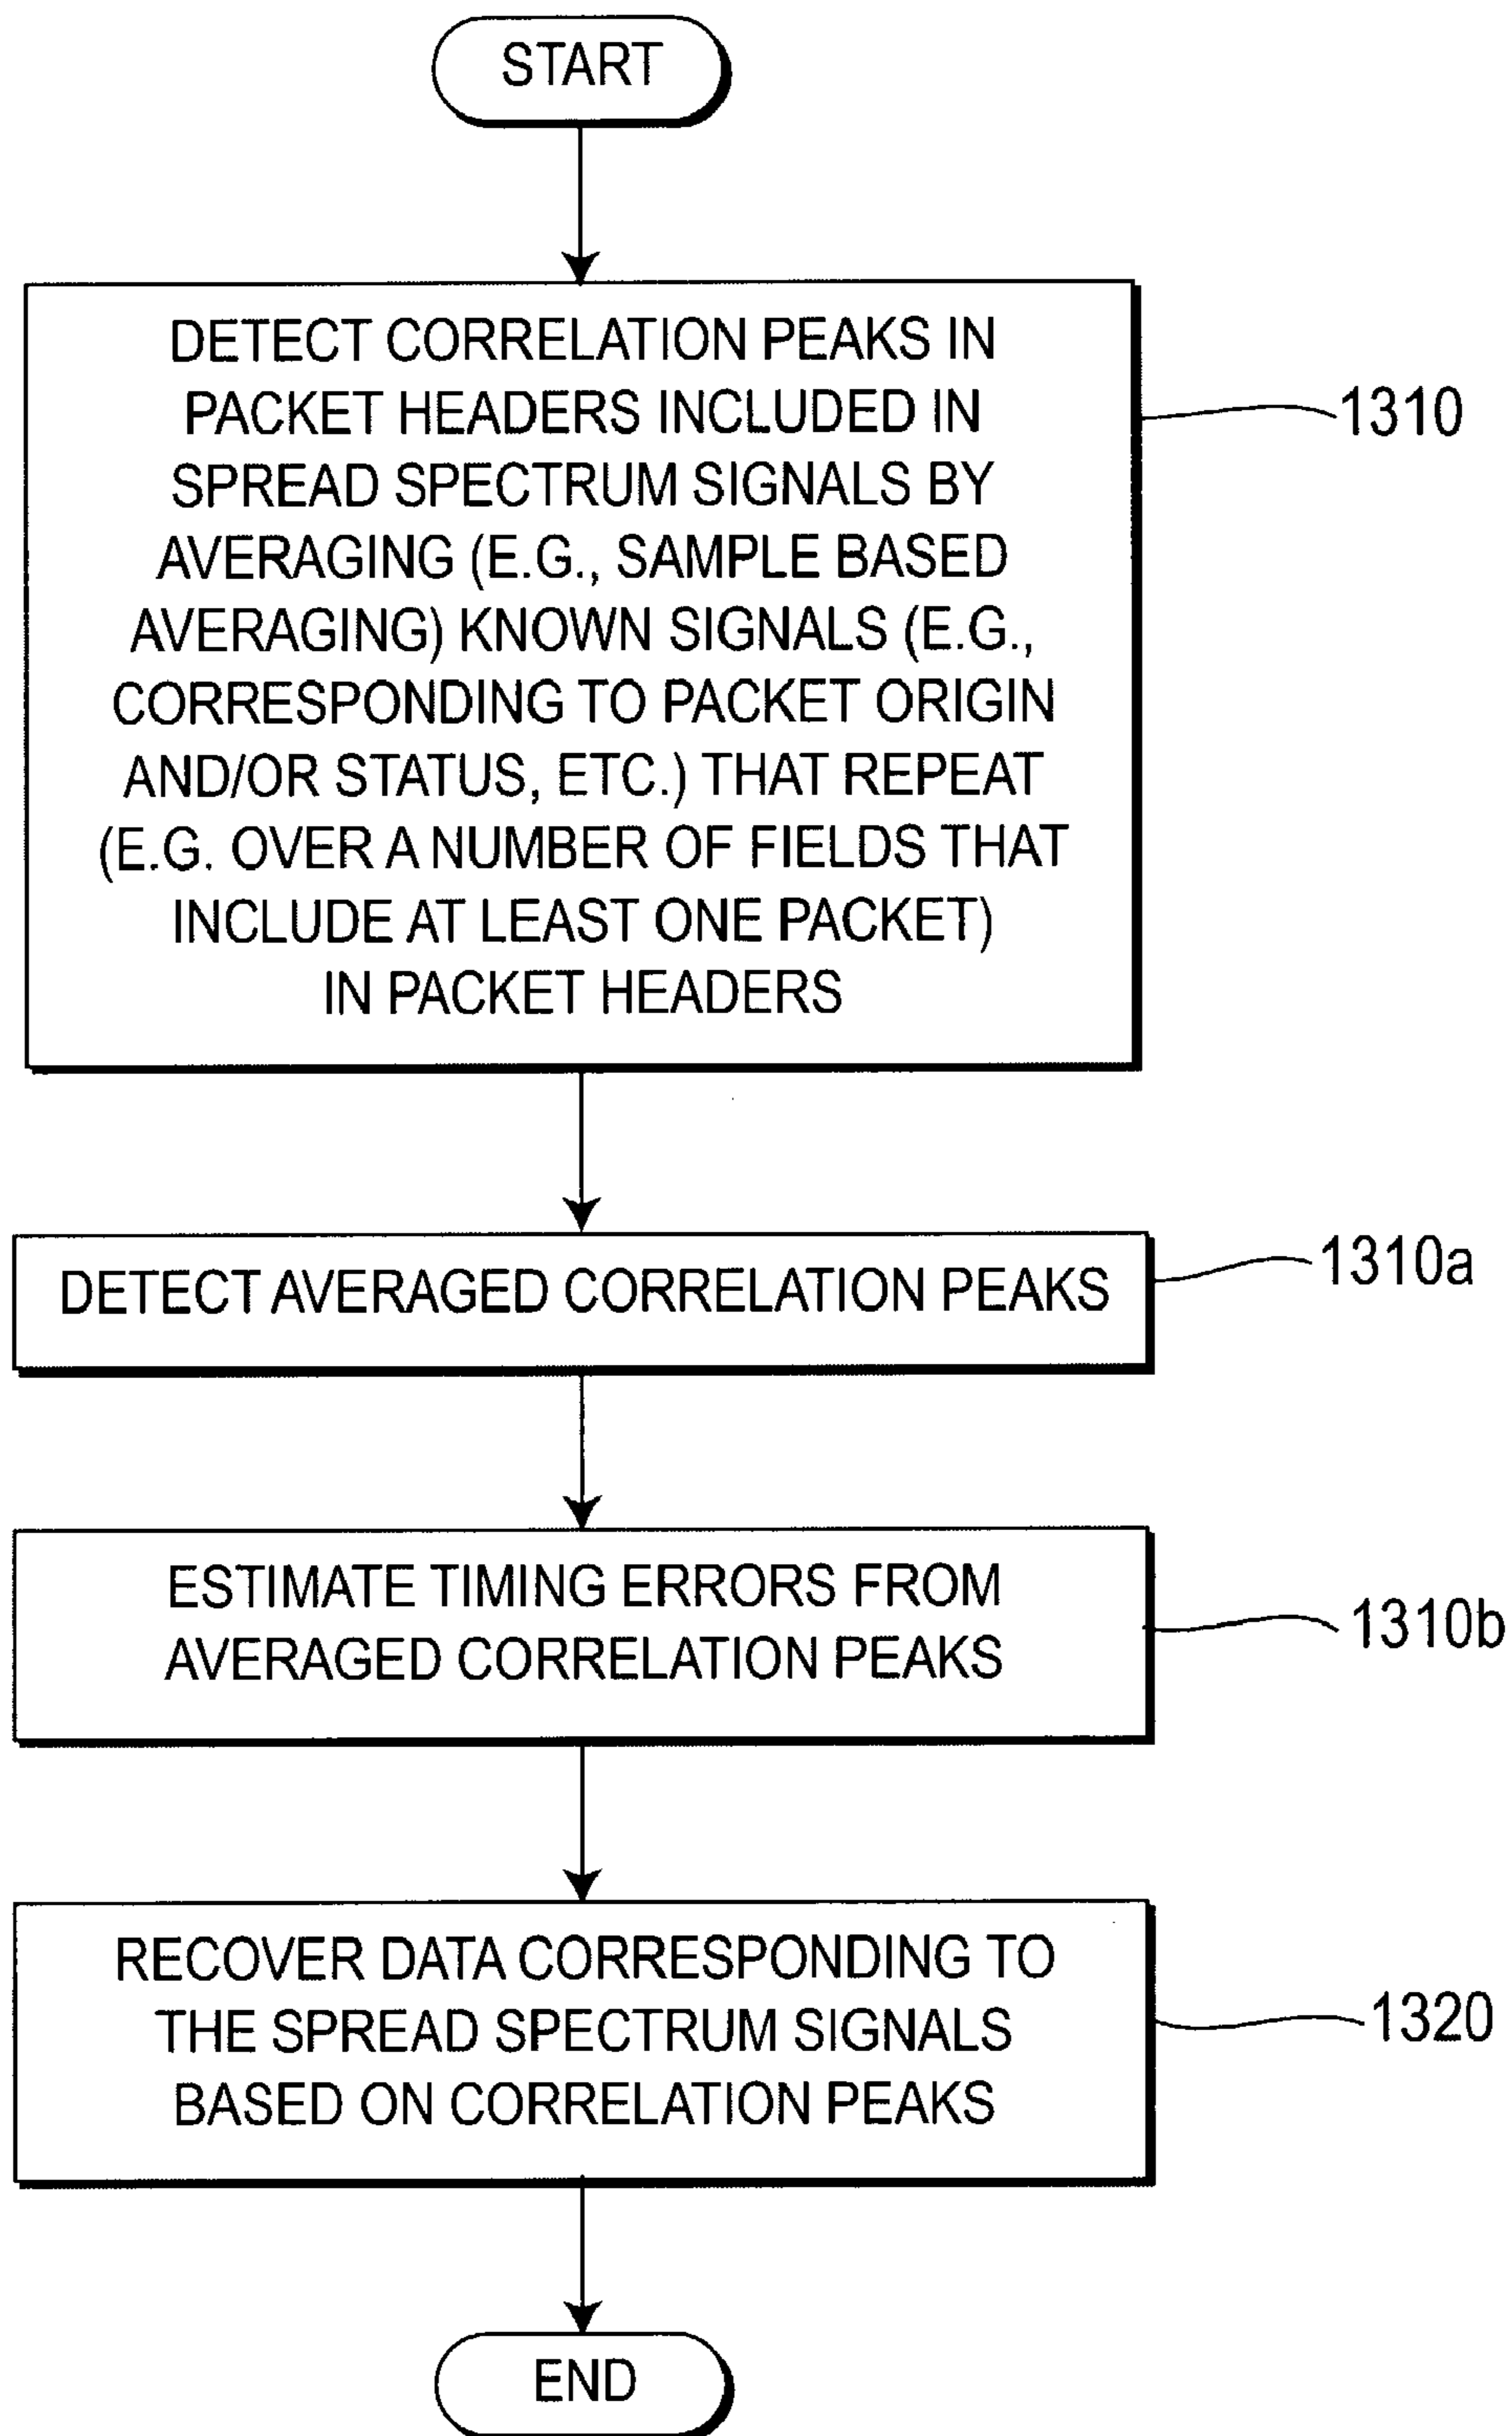 START
DETECT CORRELATION PEAKS IN
PACKET HEADERS INCLUDED IN
SPREAD SPECTRUM SIGNALS BY
AVERAGING (E.G., SAMPLE BASED
AVERAGING) KNOWN SIGNALS (E.G.,
CORRESPONDING TO PACKET ORIGIN
AND/OR STATUS, ETC.) THAT REPEAT
(E.G. OVER A NUMBER OF FIELDS THAT
INCLUDE AT LEAST ONE PACKET)
IN PACKET HEADERS
1310
DETECT AVERAGED CORRELATION PEAKS
1310a
ESTIMATE TIMING ERRORS FROM
AVERAGED CORRELATION PEAKS
1310b
RECOVER DATA CORRESPONDING TO
THE SPREAD SPECTRUM SIGNALS
BASED ON CORRELATION PEAKS
1320
END